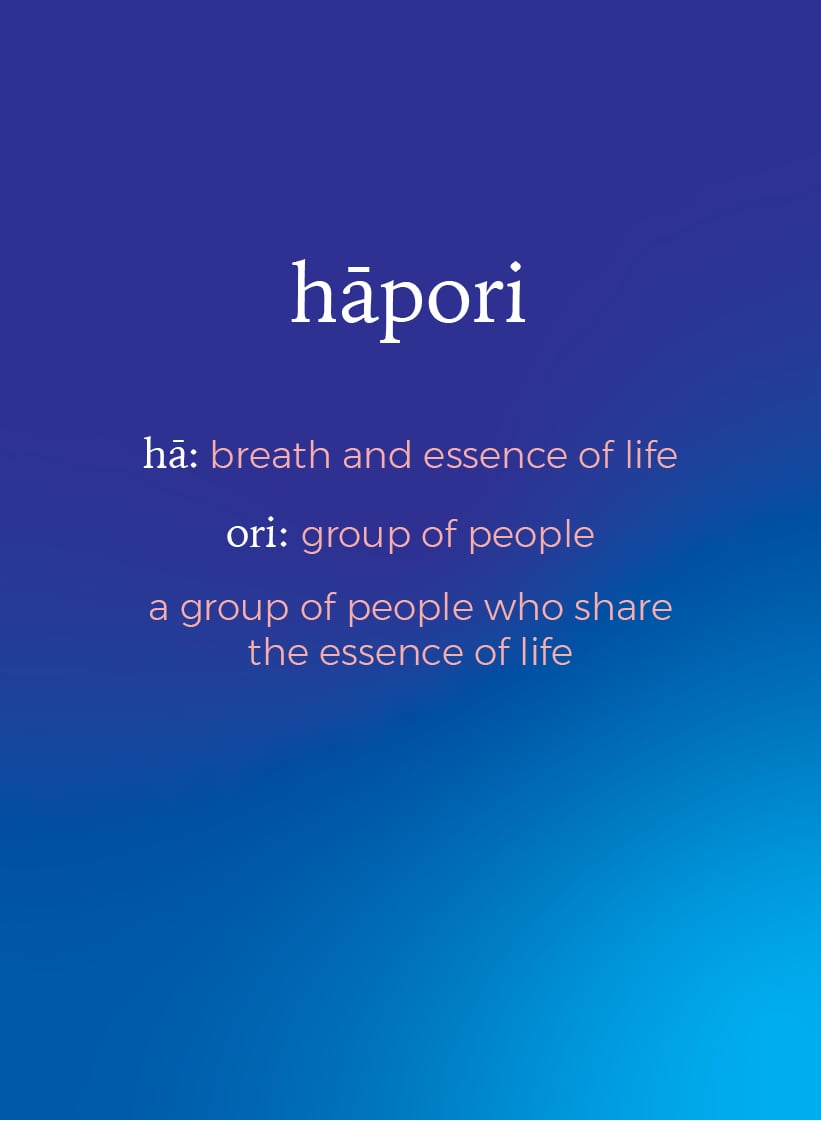 hāpori
hā: breath and essence of life
ori: group of people
a group of people who share
the essence of life